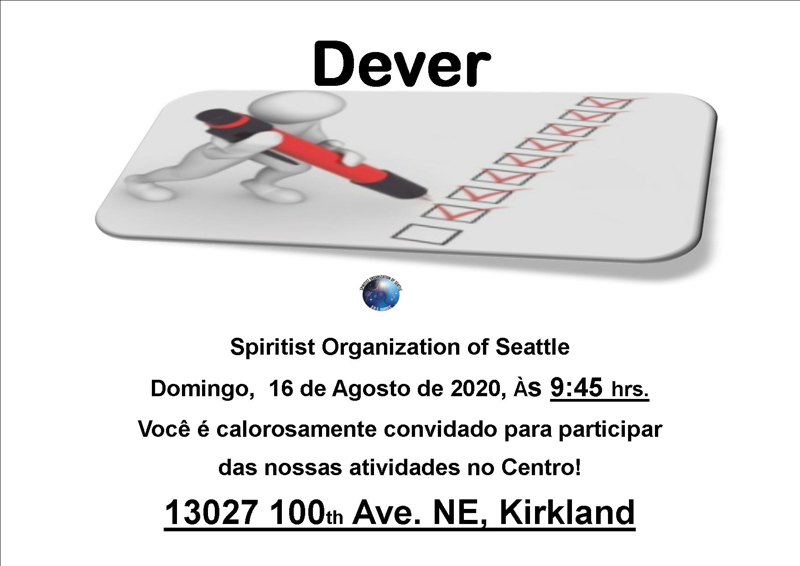 Dever
Spiritist Organization of Seattle
Domingo,  16 de Agosto de 2020, Às 9:45 hrs.
Você é calorosamente convidado para participar
das nossas atividades no Centro!
13027 100th Ave. NE, Kirkland